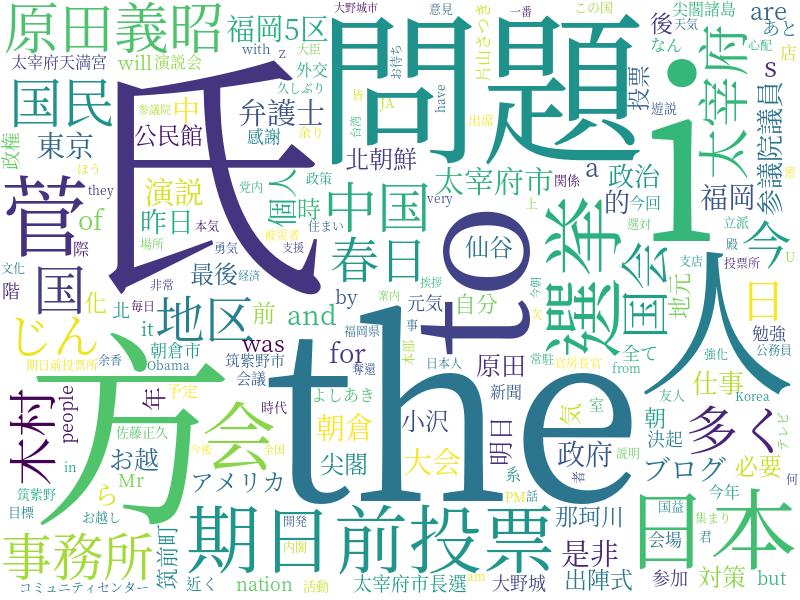 原田義昭
福岡5区
大野城市
意見
一番
この国
尖閣諸島
are
あと
太宰府天満宮
will
演説会
with
z
大臣
お待ち
片山さつき
なん
天気
心配
店
国民
弁護士
久しぶり
外交
後
s
太宰府
参議院議員
投票
遊説
政権
東京
公民館
感謝
参議院
中
余り
皆
台湾
JA
have
出席
ほう
they
演説
of
昨日
個人
時
北朝鮮
太宰府市
a
政治
的
福岡
今
党内
政策
very
関係
今回
上
選対
立派
殿
投票所
U
支店
密
氏
問題
i
菅
中国
春日
to
仙谷
選挙
国会
地元
人
日
際
本気
勇気
被災者
支援
住まい
場所
文化
経済
毎日
国
階
化
最後
北
非常
地区
前
and
by
元気
自分
挨拶
案内
事
今朝
次
じん
it
朝倉市
was
for
福岡県
本部
奪還
日本人
原田
常駐
官房長官
全て
from
強化
勉強
公務員
期日前投票所
余香
Obama
筑紫野市
会議
予定
時代
よしあき
新聞
気
室
友人
仕事
Korea
テレビ
木村
people
年
方
会
the
朝倉
小沢
明日
朝
決起
多く
説明
何
佐藤正久
お越
今後
全国
尖閣
大会
政府
系
者
ブログ
必要
in
Mr
ら
アメリカ
筑紫野
目標
お越し
期日前投票
PM
話
那珂川
日本
国益
集まり
今年
君
事務所
筑前町
開発
内閣
是非
会場
コミュニティセンター
近く
nation
活動
太宰府市長選
am
大野城
出陣式
参加
対策
but